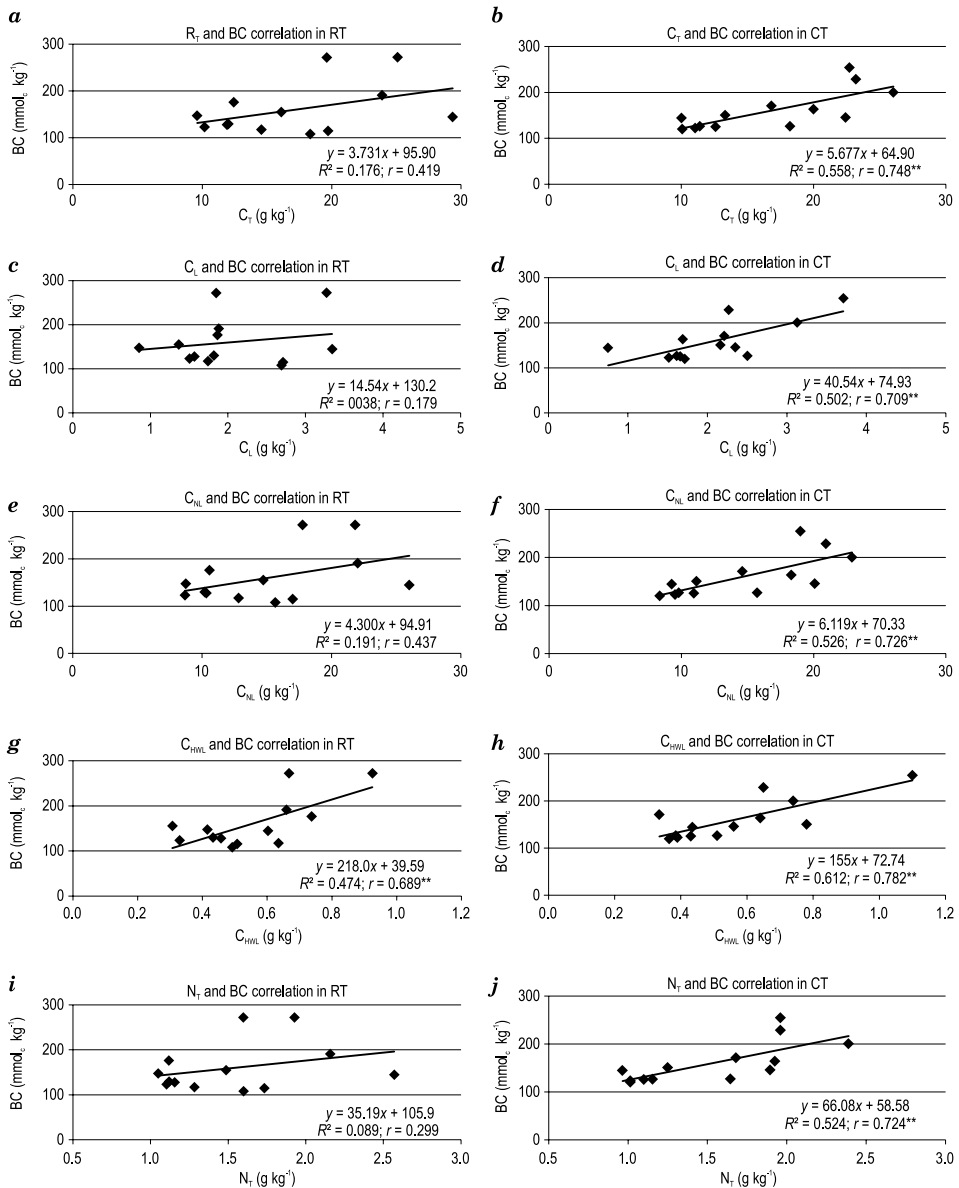 a
R_T and BC correlation in RT
BC (mmol_c kg⁻¹)
300
200
100
0
y = 3.731x + 95.90
R² = 0.176; r = 0.419
0 10 20 30
C_T (g kg⁻¹)
b
C_T and BC correlation in CT
BC (mmol_c kg⁻¹)
300
200
100
0
y = 5.677x + 64.90
R² = 0.558; r = 0.748**
0 10 20 30
C_T (g kg⁻¹)
c
C_L and BC correlation in RT
BC (mmol_c kg⁻¹)
300
200
100
0
y = 14.54x + 130.2
R² = 0038; r = 0.179
0 1 2 3 4 5
C_L (g kg⁻¹)
d
C_L and BC correlation in CT
BC (mmol_c kg⁻¹)
300
200
100
0
y = 40.54x + 74.93
R² = 0.502; r = 0.709**
0 1 2 3 4 5
C_L (g kg⁻¹)
e
C_NL and BC correlation in RT
BC (mmol_c kg⁻¹)
300
200
100
0
y = 4.300x + 94.91
R² = 0.191; r = 0.437
0 10 20 30
C_NL (g kg⁻¹)
f
C_NL and BC correlation in CT
BC (mmol_c kg⁻¹)
300
200
100
0
y = 6.119x + 70.33
R² = 0.526; r = 0.726**
0 10 20 30
C_NL (g kg⁻¹)
g
C_HWL and BC correlation in RT
BC (mmol_c kg⁻¹)
300
200
100
0
y = 218.0x + 39.59
R² = 0.474; r = 0.689**
0.0 0.2 0.4 0.6 0.8 1.0 1.2
C_HWL (g kg⁻¹)
h
C_HWL and BC correlation in CT
BC (mmol_c kg⁻¹)
300
200
100
0
y = 155x + 72.74
R² = 0.612; r = 0.782**
0.0 0.2 0.4 0.6 0.8 1.0 1.2
C_HWL (g kg⁻¹)
i
N_T and BC correlation in RT
BC (mmol_c kg⁻¹)
300
200
100
0
y = 35.19x + 105.9
R² = 0.089; r = 0.299
0.5 1.0 1.5 2.0 2.5 3.0
N_T (g kg⁻¹)
j
N_T and BC correlation in CT
BC (mmol_c kg⁻¹)
300
200
100
0
y = 66.08x + 58.58
R² = 0.524; r = 0.724**
0.5 1.0 1.5 2.0 2.5 3.0
N_T (g kg⁻¹)